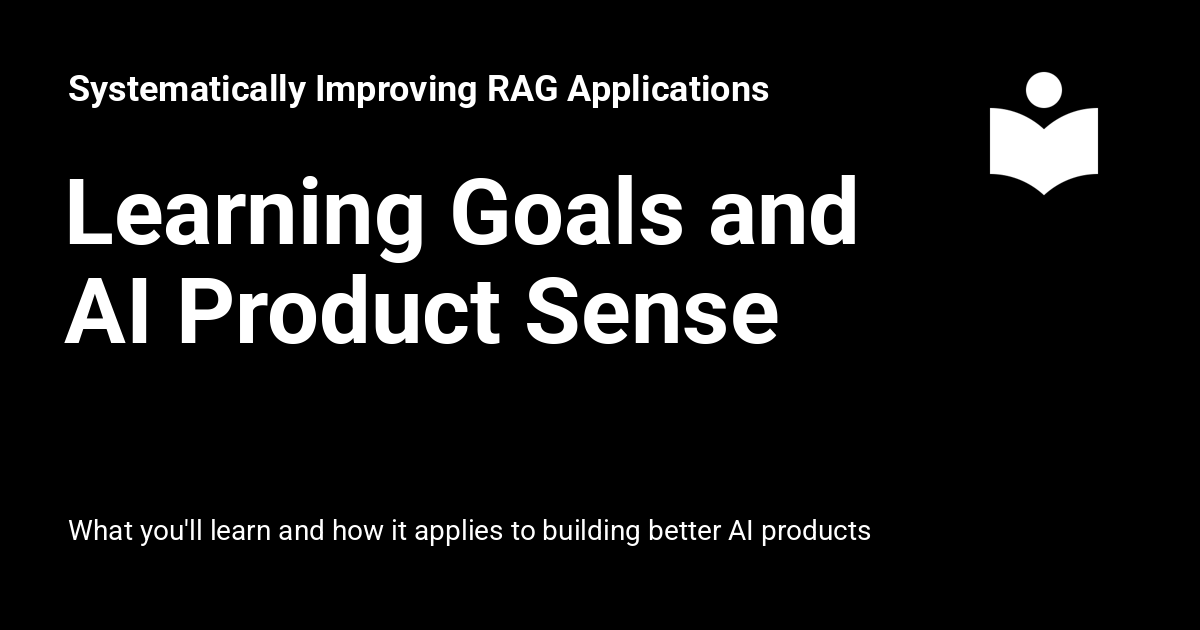 Systematically Improving RAG Applications
Learning Goals and
AI Product Sense
What you'll learn and how it applies to building better AI products